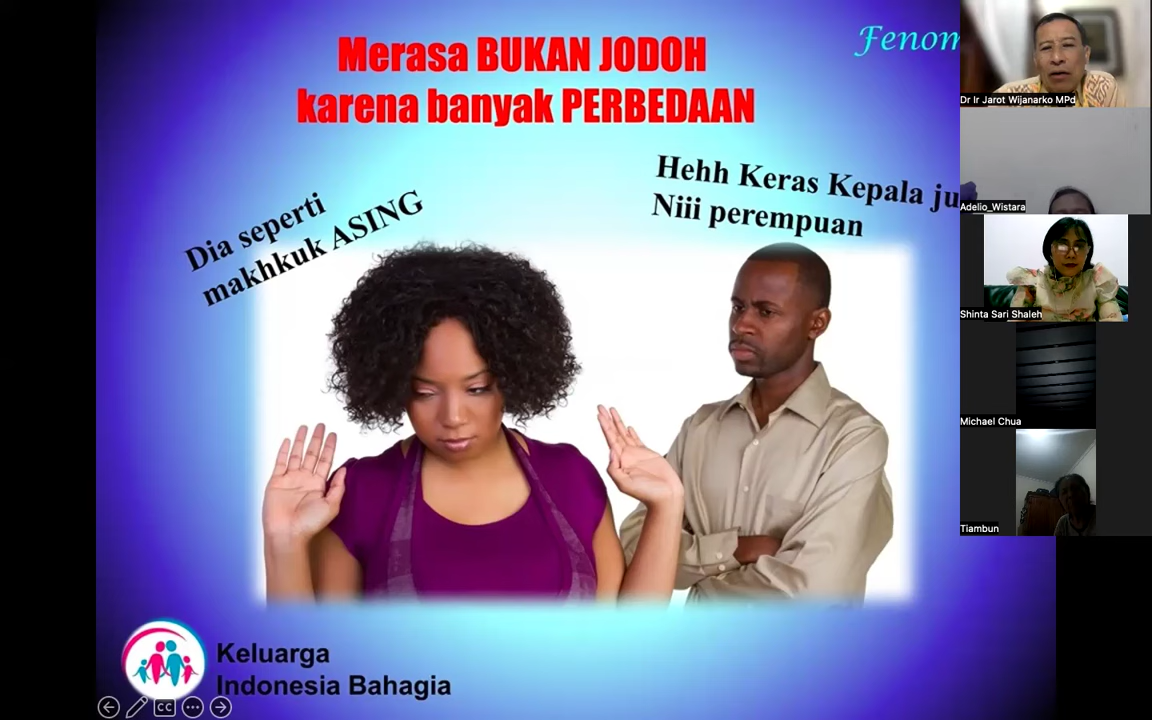 Fenom
Merasa BUKAN JODOH
karena banyak PERBEDAAN
Dia seperti
makhkuk ASING
Hehh Keras Kepala ju
Niii perempuan
Keluarga
Indonesia Bahagia
CC
Dr Ir Jarot Wijanarko MPd
Adelio_Wistara
Shinta Sari Shaleh
Michael Chua
Tiambun